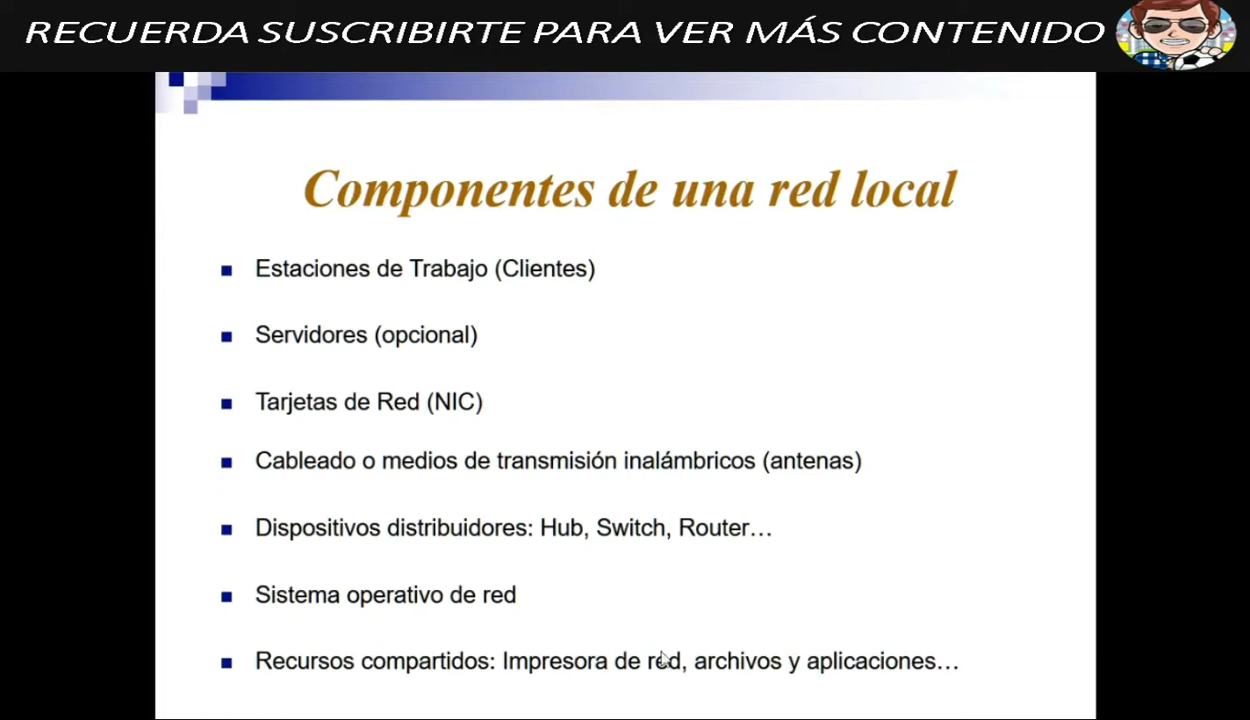 RECUERDA SUSCRIBIRTE PARA VER MÁS CONTENIDO
Componentes de una red local
Estaciones de Trabajo (Clientes)
Servidores (opcional)
Tarjetas de Red (NIC)
Cableado o medios de transmisión inalámbricos (antenas)
Dispositivos distribuidores: Hub, Switch, Router…
Sistema operativo de red
Recursos compartidos: Impresora de red, archivos y aplicaciones…